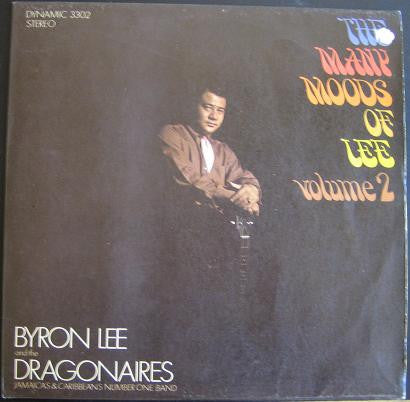 DYNAMIC 3302
STEREO
THE
MANY
MOODS
OF
LEE
volume 2
BYRON LEE
and the
DRAGONAIRES
JAMAICA'S & CARIBBEAN'S NUMBER ONE BAND